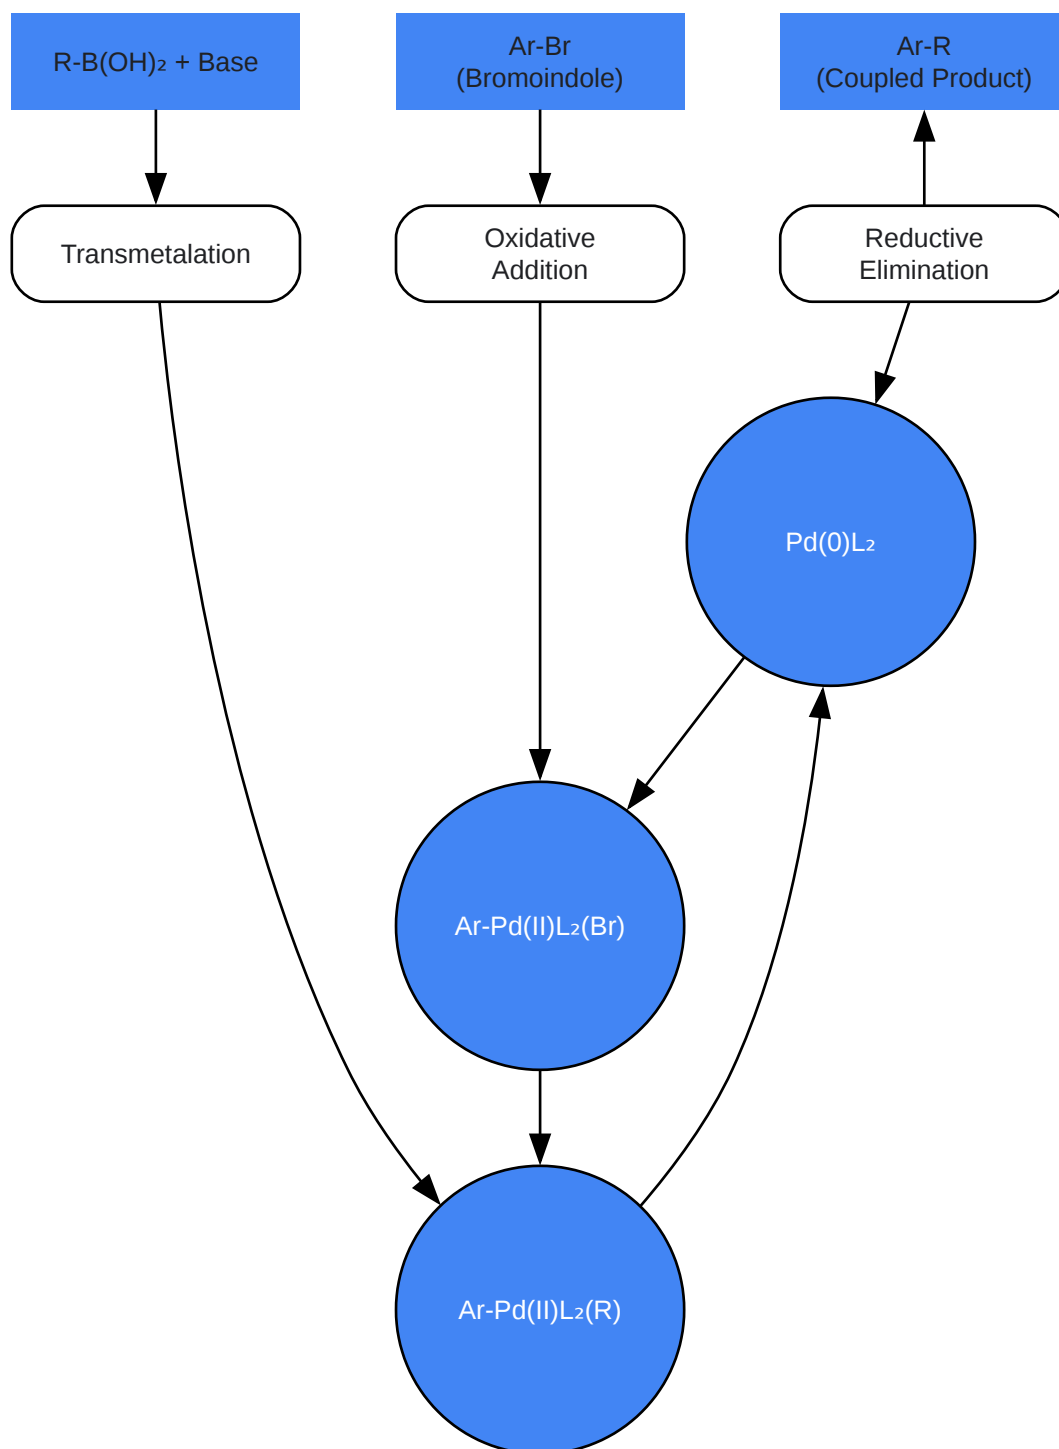 R-B(OH)₂ + Base
Ar-Br
(Bromoindole)
Ar-R
(Coupled Product)
Transmetalation
Oxidative
Addition
Reductive
Elimination
Pd(0)L₂
Ar-Pd(II)L₂(Br)
Ar-Pd(II)L₂(R)